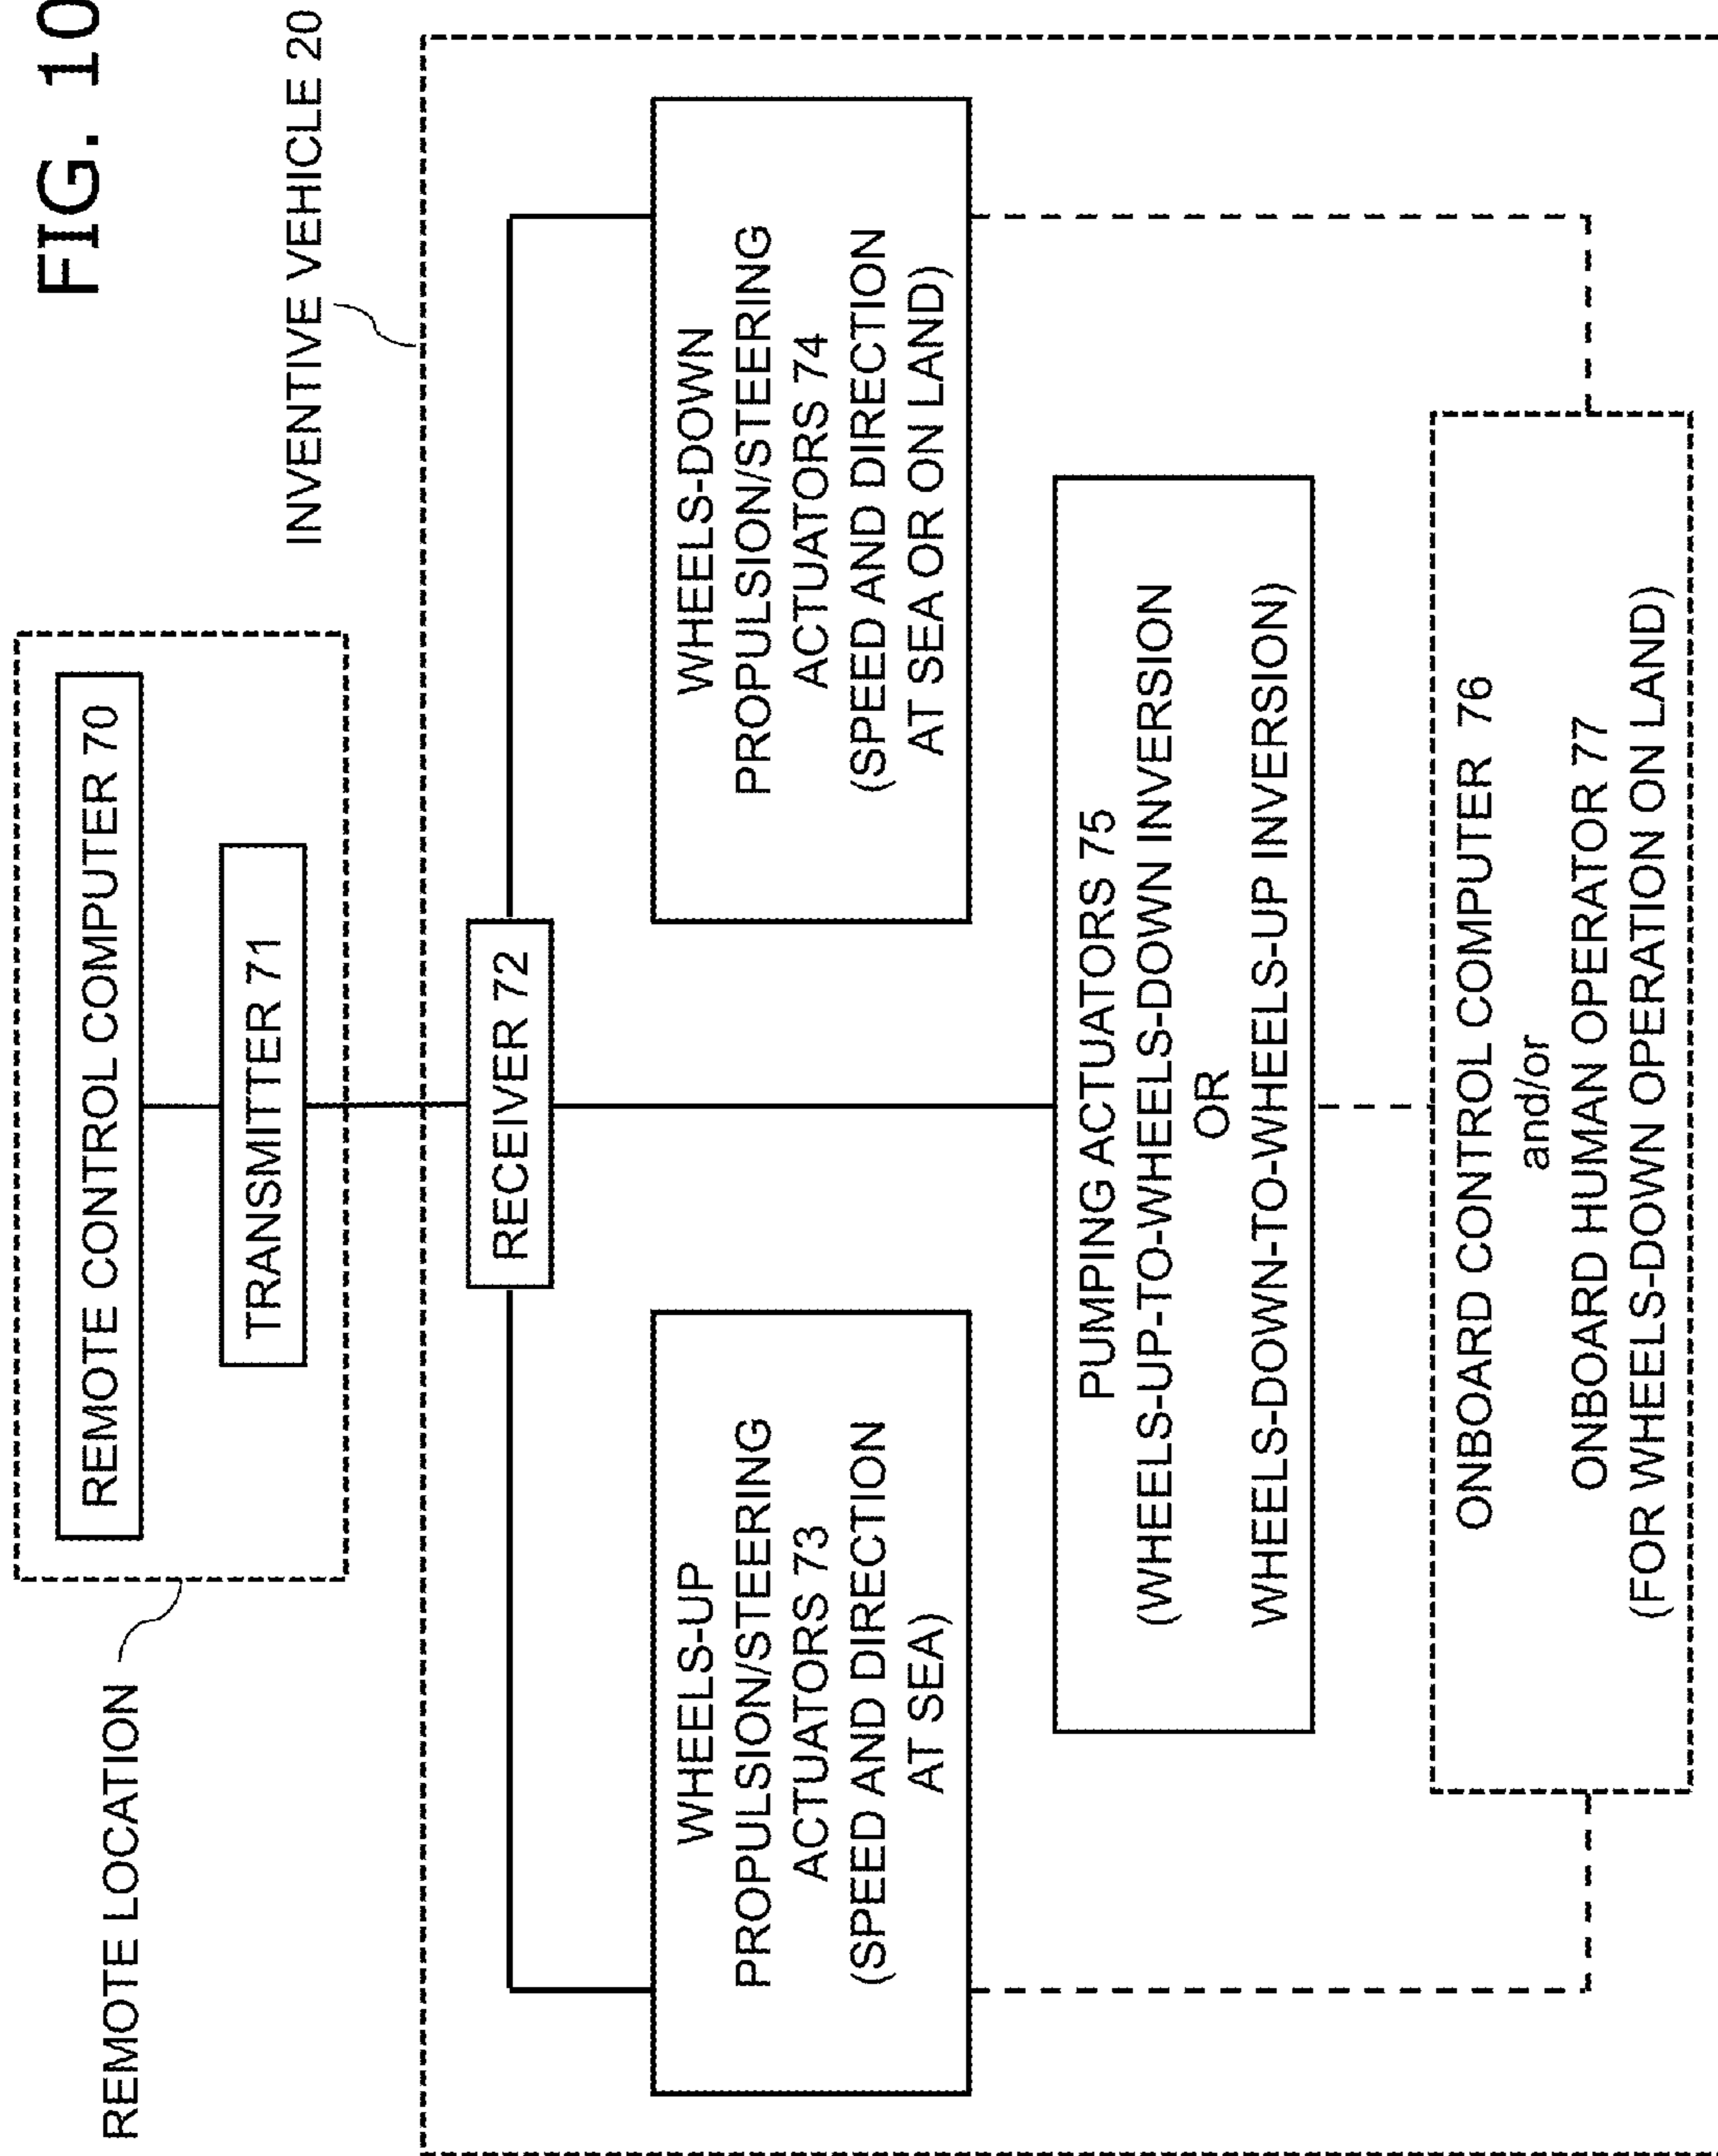 FIG. 10
REMOTE LOCATION
REMOTE CONTROL COMPUTER 70
TRANSMITTER 71
INVENTIVE VEHICLE 20
RECEIVER 72
WHEELS-UP
PROPULSION/STEERING
ACTUATORS 73
(SPEED AND DIRECTION
AT SEA)
WHEELS-DOWN
PROPULSION/STEERING
ACTUATORS 74
(SPEED AND DIRECTION
AT SEA OR ON LAND)
PUMPING ACTUATORS 75
(WHEELS-UP-TO-WHEELS-DOWN INVERSION
OR
WHEELS-DOWN-TO-WHEELS-UP INVERSION)
ONBOARD CONTROL COMPUTER 76
and/or
ONBOARD HUMAN OPERATOR 77
(FOR WHEELS-DOWN OPERATION ON LAND)